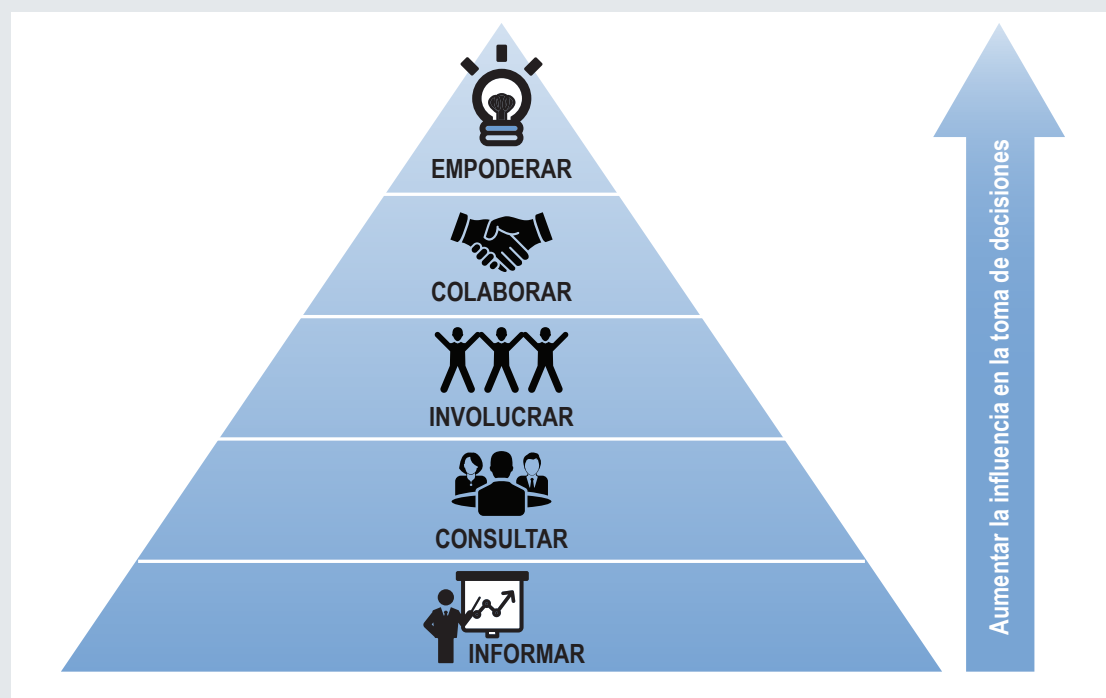 EMPODERAR
COLABORAR
INVOLUCRAR
CONSULTAR
INFORMAR
Aumentar la influencia en la toma de decisiones